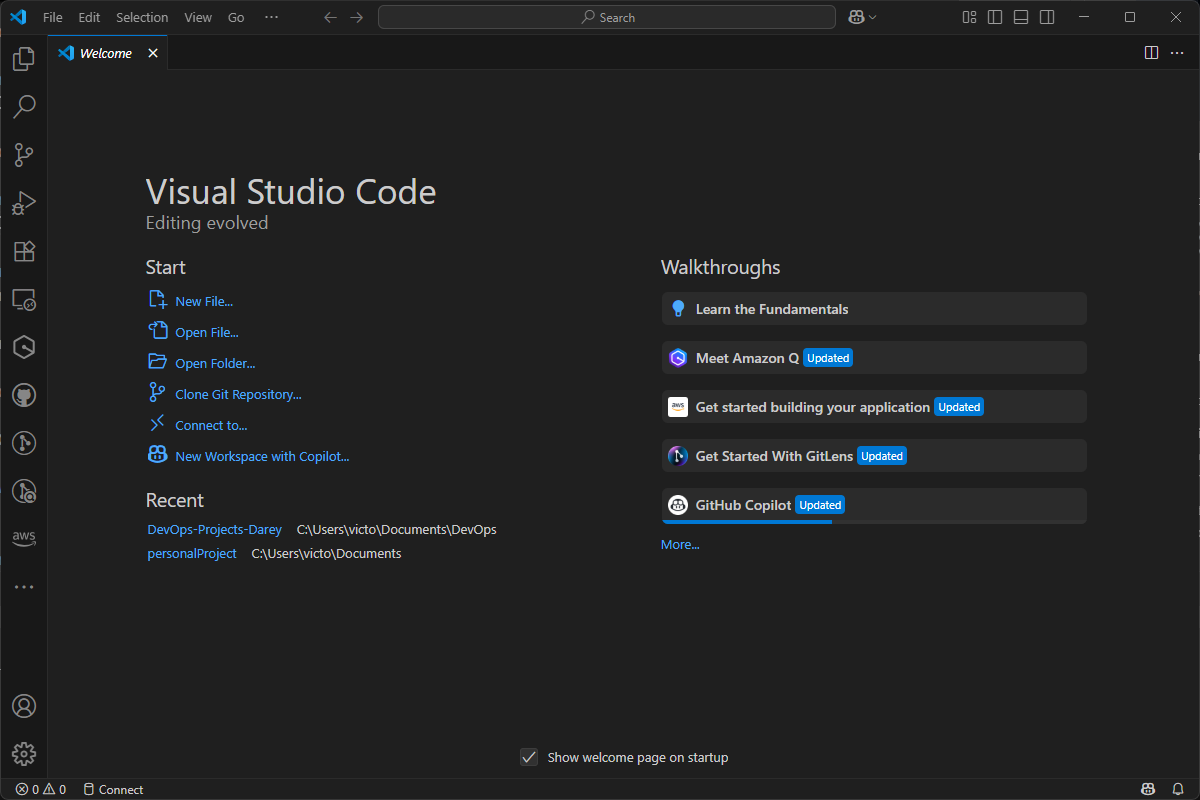 File Edit Selection View Go ··· Search
Welcome
Visual Studio Code
Editing evolved
Start
New File...
Open File...
Open Folder...
Clone Git Repository...
Connect to...
New Workspace with Copilot...
Recent
DevOps-Projects-Darey C:\Users\victo\Documents\DevOps
personalProject C:\Users\victo\Documents
Walkthroughs
Learn the Fundamentals
Meet Amazon Q Updated
aws Get started building your application Updated
Get Started With GitLens Updated
GitHub Copilot Updated
More...
aws
Show welcome page on startup
0 0 Connect